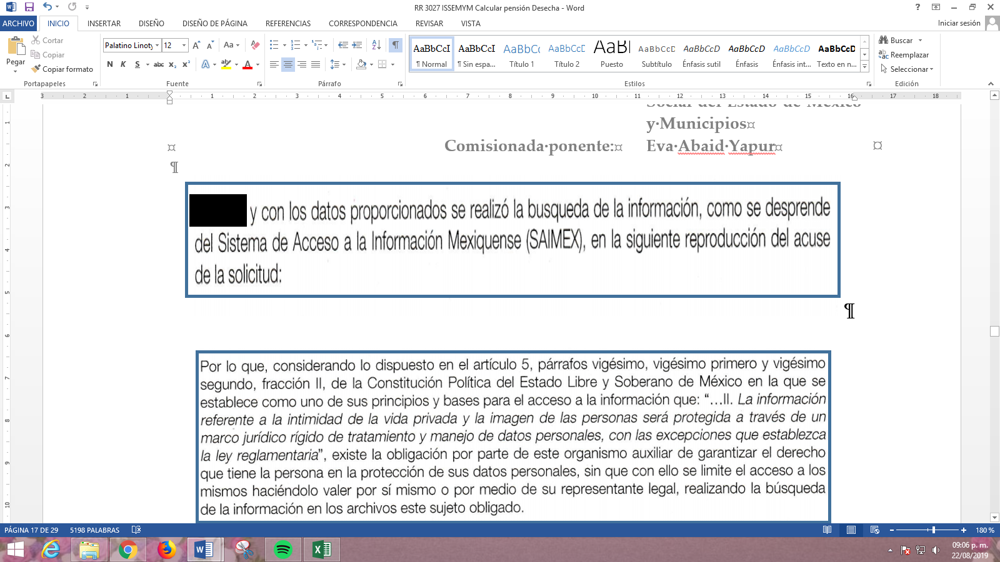 RR 3027 ISSEMYM Calcular pensión Desecha - Word
ARCHIVO INICIO INSERTAR DISEÑO DISEÑO DE PÁGINA REFERENCIAS CORRESPONDENCIA REVISAR VISTA Iniciar sesión
Pegar
Cortar
Copiar
Copiar formato
Portapapeles
Palatino Linoty 12
N K S abc x₂ x²
Fuente
Párrafo
AaBbCcI AaBbCcI AaBbC( AaBbCcD AaB AaBbCcD AaBbCcD AaBbCcD AaBbCcD AaBbCcD
¶ Normal ¶ Sin espa... Título 1 Título 2 Puesto Subtítulo Énfasis sutil Énfasis Énfasis int... Texto en n...
Estilos
Buscar
Reemplazar
Seleccionar
Edición
3 2 1 1 2 3 4 5 6 7 8 9 10 11 12 13 14 15 16 17 18
Social del Estado de México
y·Municipios¤
¤ Comisionada·ponente:¤ Eva·Abaid·Yapur¤ ¤
¶
y con los datos proporcionados se realizó la busqueda de la información, como se desprende
del Sistema de Acceso a la Información Mexiquense (SAIMEX), en la siguiente reproducción del acuse
de la solicitud:
¶
Por lo que, considerando lo dispuesto en el artículo 5, párrafos vigésimo, vigésimo primero y vigésimo
segundo, fracción II, de la Constitución Política del Estado Libre y Soberano de México en la que se
establece como uno de sus principios y bases para el acceso a la información que: “...II. La información
referente a la intimidad de la vida privada y la imagen de las personas será protegida a través de un
marco jurídico rígido de tratamiento y manejo de datos personales, con las excepciones que establezca
la ley reglamentaria”, existe la obligación por parte de este organismo auxiliar de garantizar el derecho
que tiene la persona en la protección de sus datos personales, sin que con ello se limite el acceso a los
mismos haciéndolo valer por sí mismo o por medio de su representante legal, realizando la búsqueda
de la información en los archivos este sujeto obligado.
PÁGINA 17 DE 29 5198 PALABRAS 180 %
09:06 p. m.
22/08/2019